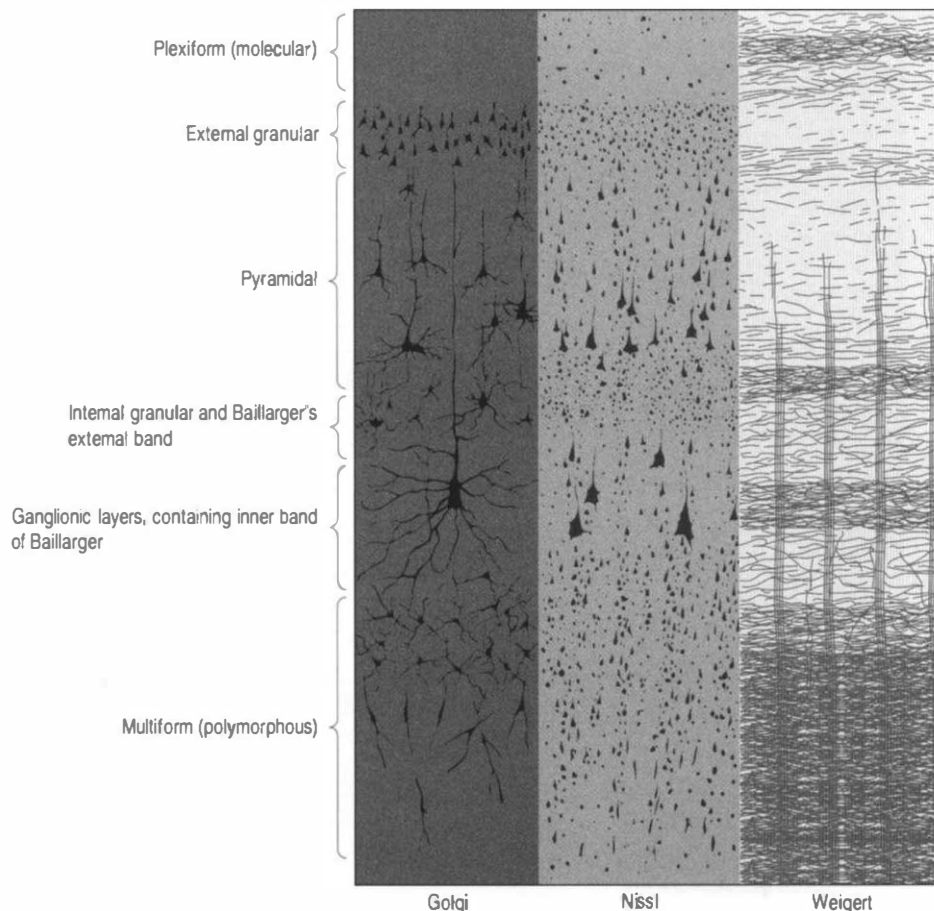 Plexiform (molecular)
External granular
Pyramidal
Internal granular and Baillarger's
external band
Ganglionic layers, containing inner band
of Baillarger
Multiform (polymorphous)
Golgi
Nissl
Weigert